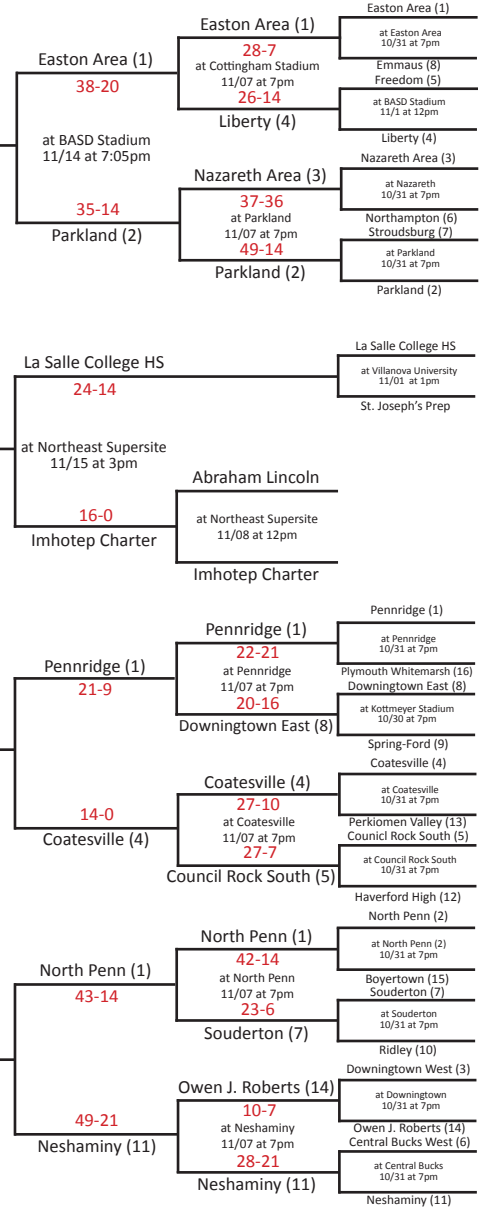 Easton Area (1)
at Easton Area
10/31 at 7pm
Emmaus (8)
Freedom (5)
at BASD Stadium
11/1 at 12pm
Liberty (4)
Easton Area (1)
28-7
at Cottingham Stadium
11/07 at 7pm
26-14
Liberty (4)
Easton Area (1)
38-20
at BASD Stadium
11/14 at 7:05pm
35-14
Parkland (2)
Nazareth Area (3)
at Nazareth
10/31 at 7pm
Northampton (6)
Stroudsburg (7)
at Parkland
10/31 at 7pm
Parkland (2)
Nazareth Area (3)
37-36
at Parkland
11/07 at 7pm
49-14
Parkland (2)
La Salle College HS
at Villanova University
11/01 at 1pm
St. Joseph's Prep
La Salle College HS
24-14
at Northeast Supersite
11/15 at 3pm
16-0
Imhotep Charter
Abraham Lincoln
at Northeast Supersite
11/08 at 12pm
Imhotep Charter
Pennridge (1)
at Pennridge
10/31 at 7pm
Plymouth Whitemarsh (16)
Downingtown East (8)
at Kottmeyer Stadium
10/30 at 7pm
Spring-Ford (9)
Pennridge (1)
22-21
at Pennridge
11/07 at 7pm
20-16
Downingtown East (8)
Pennridge (1)
21-9
14-0
Coatesville (4)
Coatesville (4)
at Coatesville
10/31 at 7pm
Perkiomen Valley (13)
Counicl Rock South (5)
at Council Rock South
10/31 at 7pm
Haverford High (12)
Coatesville (4)
27-10
at Coatesville
11/07 at 7pm
27-7
Council Rock South (5)
North Penn (2)
at North Penn (2)
10/31 at 7pm
Boyertown (15)
Souderton (7)
at Souderton
10/31 at 7pm
Ridley (10)
North Penn (1)
42-14
at North Penn
11/07 at 7pm
23-6
Souderton (7)
North Penn (1)
43-14
49-21
Neshaminy (11)
Downingtown West (3)
at Downingtown
10/31 at 7pm
Owen J. Roberts (14)
Central Bucks West (6)
at Central Bucks
10/31 at 7pm
Neshaminy (11)
Owen J. Roberts (14)
10-7
at Neshaminy
11/07 at 7pm
28-21
Neshaminy (11)